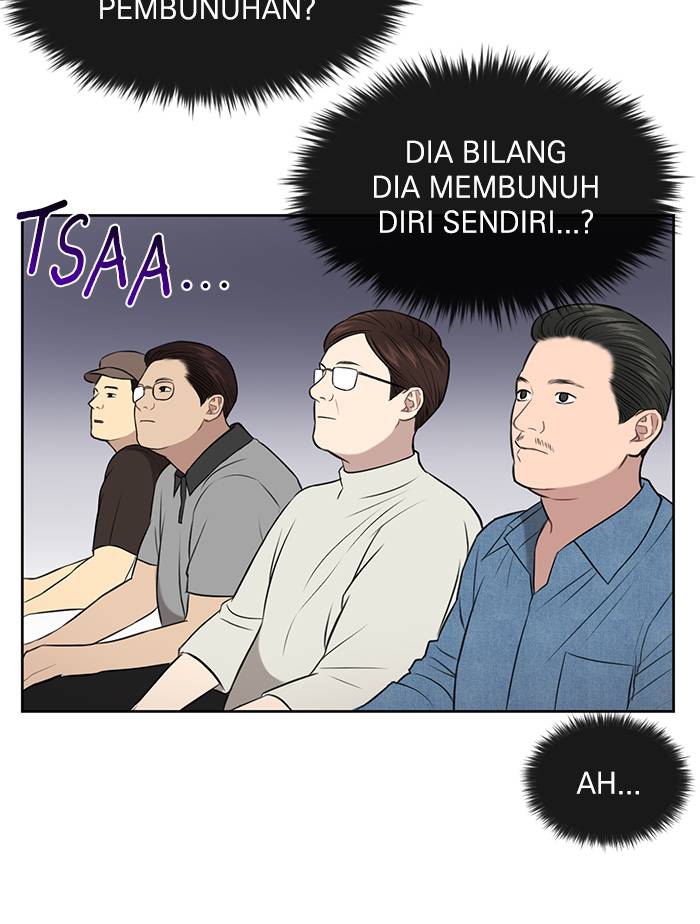 PEMBUNUHAN?
DIA BILANG
DIA MEMBUNUH
DIRI SENDIRI...?
TSAA...
AH...